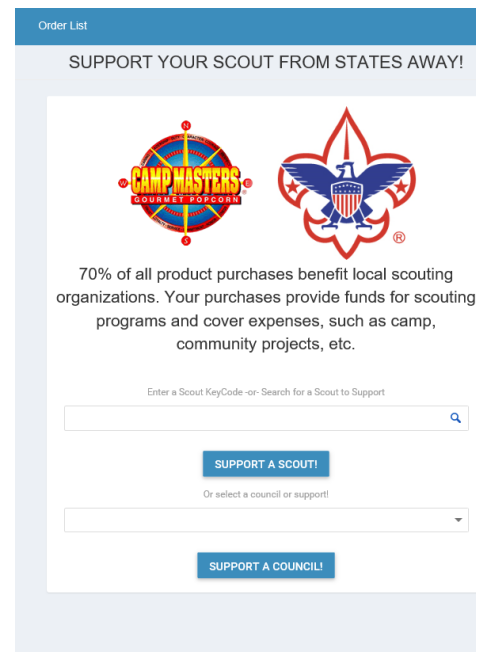 Order List
SUPPORT YOUR SCOUT FROM STATES AWAY!
N
W
E
S
CAMP MASTERS
GOURMET POPCORN
®
®
70% of all product purchases benefit local scouting
organizations. Your purchases provide funds for scouting
programs and cover expenses, such as camp,
community projects, etc.
Enter a Scout KeyCode -or- Search for a Scout to Support
SUPPORT A SCOUT!
Or select a council or support!
SUPPORT A COUNCIL!